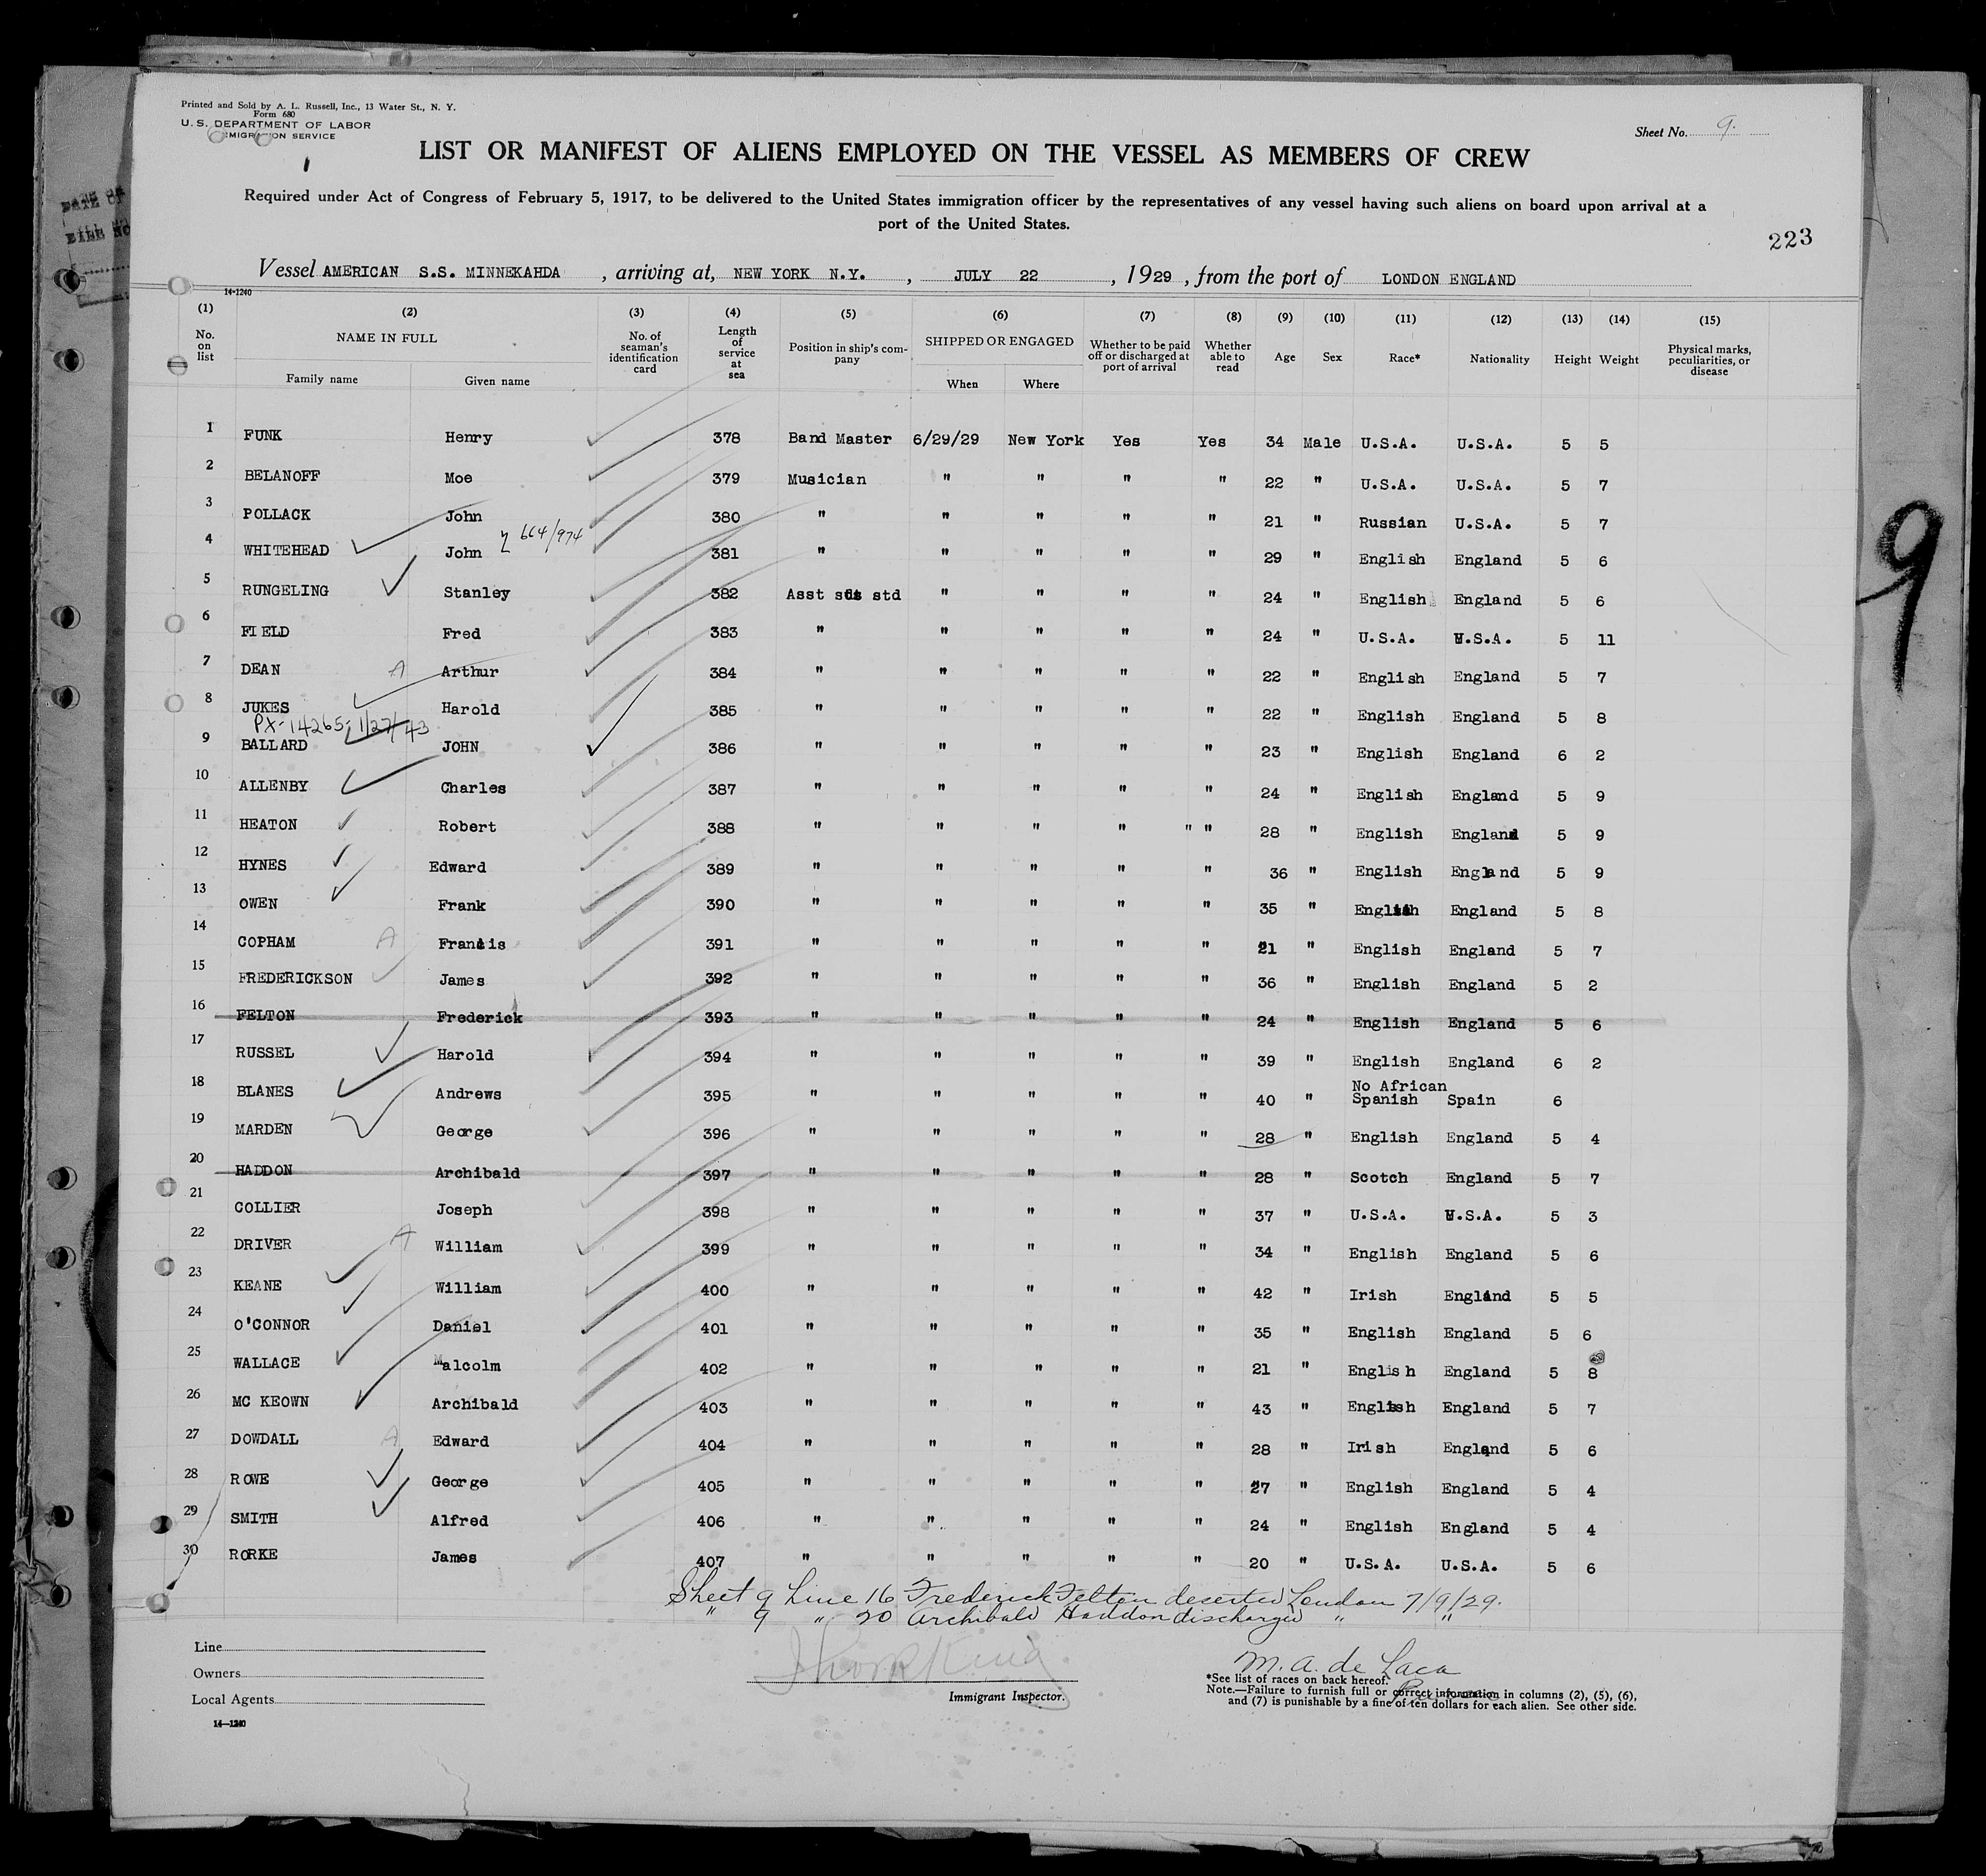 Printed and Sold by A. L. Russell, Inc., 13 Water St., N. Y.
Form 680
U. S. DEPARTMENT OF LABOR
IMMIGRATION SERVICE
Sheet No. 9.
LIST OR MANIFEST OF ALIENS EMPLOYED ON THE VESSEL AS MEMBERS OF CREW
Required under Act of Congress of February 5, 1917, to be delivered to the United States immigration officer by the representatives of any vessel having such aliens on board upon arrival at a
port of the United States.
223
Vessel AMERICAN S.S. MINNEKAHDA , arriving at, NEW YORK N.Y. , JULY 22 , 1929 , from the port of LONDON ENGLAND
14-1240
(1) (2) (3) (4) (5) (6) (7) (8) (9) (10) (11) (12) (13) (14) (15)
No. on list NAME IN FULL Family name Given name No. of seaman's identification card Length of service at sea Position in ship's company SHIPPED OR ENGAGED When Where Whether to be paid off or discharged at port of arrival Whether able to read Age Sex Race* Nationality Height Weight Physical marks, peculiarities, or disease
1 FUNK Henry 378 Band Master 6/29/29 New York Yes Yes 34 Male U.S.A. U.S.A. 5 5
2 BELANOFF Moe 379 Musician " " " " 22 " U.S.A. U.S.A. 5 7
3 POLLACK John 380 " " " " " 21 " Russian U.S.A. 5 7
4 WHITEHEAD John 664/974 381 " " " " " 29 " English England 5 6
5 RUNGELING Stanley 382 Asst sds std " " " " 24 " English England 5 6
6 FIELD Fred 383 " " " " " 24 " U.S.A. U.S.A. 5 11
7 DEAN A Arthur 384 " " " " " 22 " English England 5 7
8 JUKES Harold 385 " " " " " 22 " English England 5 8
PX-14265-1/27/43
9 BALLARD JOHN 386 " " " " " 23 " English England 6 2
10 ALLENBY Charles 387 " " " " " 24 " English England 5 9
11 HEATON Robert 388 " " " " " " 28 " English England 5 9
12 HYNES Edward 389 " " " " " 36 " English England 5 9
13 OWEN Frank 390 " " " " " 35 " English England 5 8
14 COPHAM A Francis 391 " " " " " 21 " English England 5 7
15 FREDERICKSON James 392 " " " " " 36 " English England 5 2
16 FELTON Frederick 393 " " " " " 24 " English England 5 6
17 RUSSEL Harold 394 " " " " " 39 " English England 6 2
18 BLANES Andrews 395 " " " " " 40 " No African Spanish Spain 6
19 MARDEN George 396 " " " " " 28 " English England 5 4
20 HADDON Archibald 397 " " " " " 28 " Scotch England 5 7
21 COLLIER Joseph 398 " " " " " 37 " U.S.A. U.S.A. 5 3
22 DRIVER A William 399 " " " " " 34 " English England 5 6
23 KEANE William 400 " " " " " 42 " Irish England 5 5
24 O'CONNOR Daniel 401 " " " " " 35 " English England 5 6
25 WALLACE Malcolm 402 " " " " " 21 " English England 5 8
26 MC KEOWN Archibald 403 " " " " " 43 " English England 5 7
27 DOWDALL A Edward 404 " " " " " 28 " Irish England 5 6
28 ROWE George 405 " " " " " 27 " English England 5 4
29 SMITH Alfred 406 " " " " " 24 " English England 5 4
30 RORKE James 407 " " " " " 20 " U.S.A. U.S.A. 5 6
Sheet 9 Line 16 Frederick Felton deserted London 7/9/29.
" 9 " 20 Archibald Haddon discharged " "
Line
Owners
Local Agents
14—1240
Immigrant Inspector.
M. A. de Laca
*See list of races on back hereof.
Note.—Failure to furnish full or correct information in columns (2), (5), (6),
and (7) is punishable by a fine of ten dollars for each alien. See other side.
9